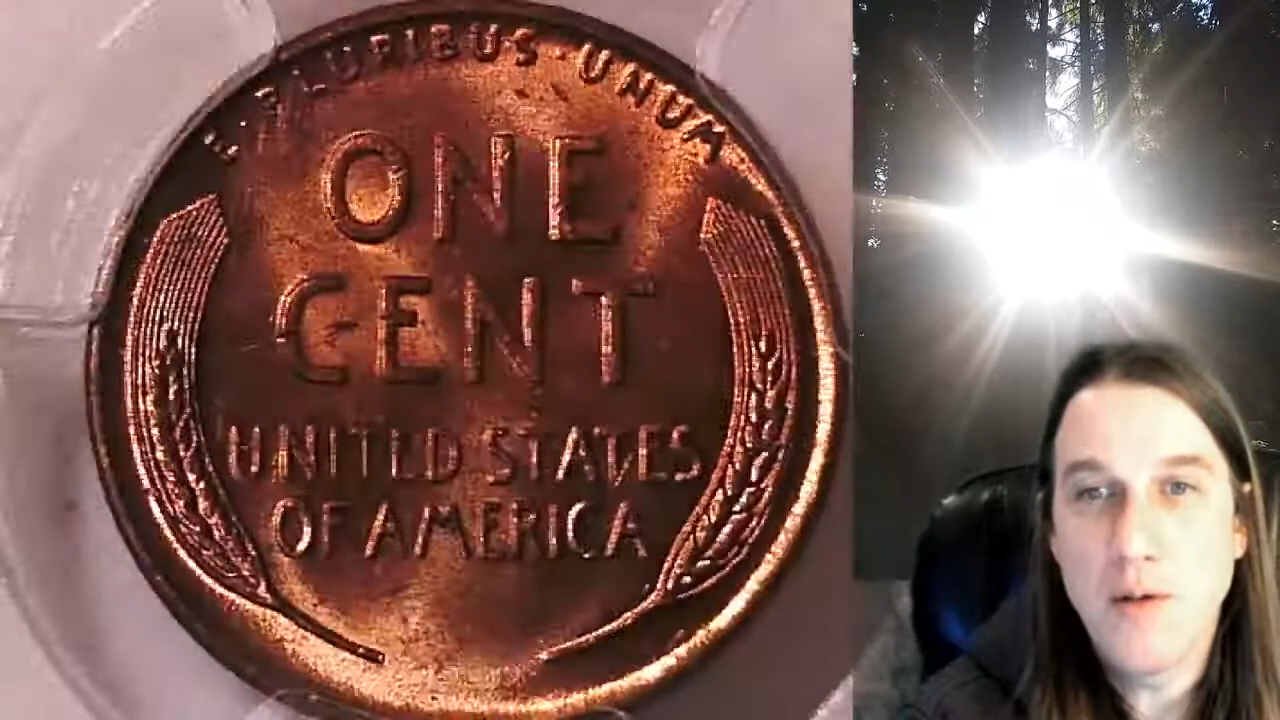 E·PLURIBUS·UNUM
ONE
CENT
UNITED STATES
OF AMERICA